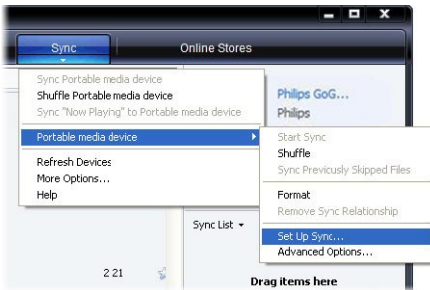 Sync
Online Stores
Sync Portable media device
Shuffle Portable media device
Sync "Now Playing" to Portable media device
Portable media device
Refresh Devices
More Options...
Help
Philips GoG...
Philips
Start Sync
Shuffle
Sync Previously Skipped Files
Format
Remove Sync Relationship
Set Up Sync...
Advanced Options...
Sync List
2 21
Drag items here